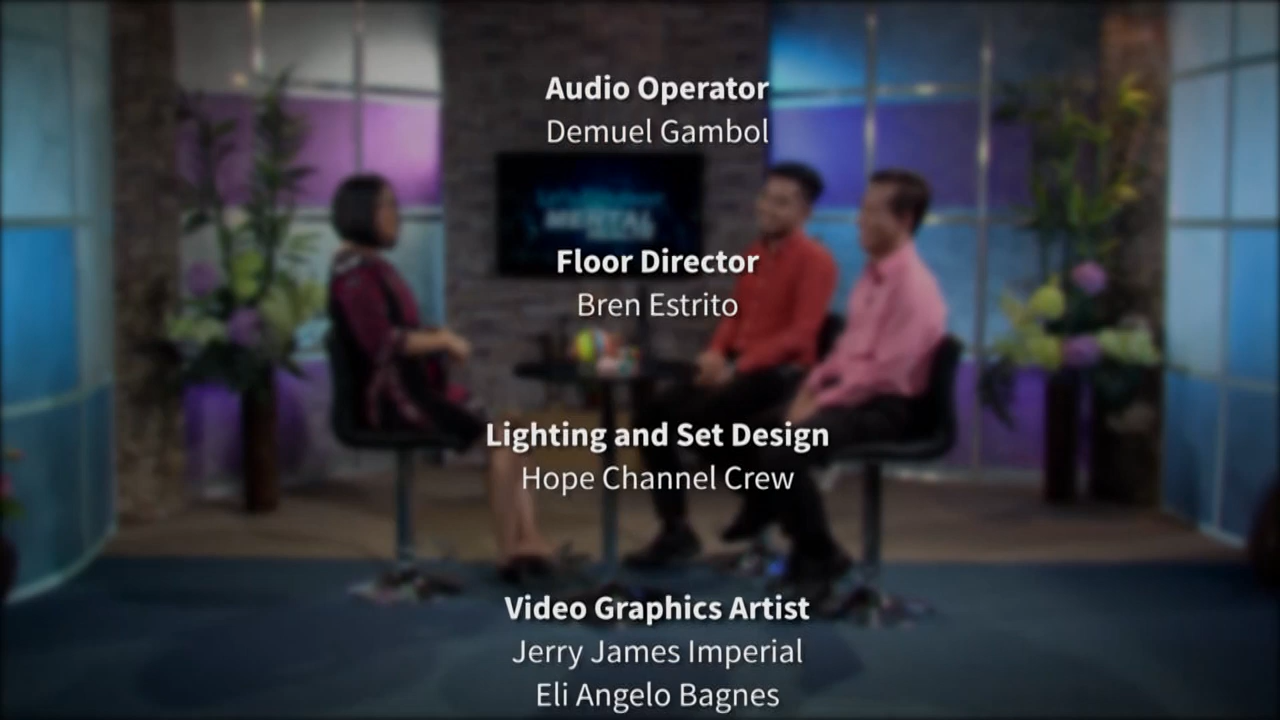 Audio Operator
Demuel Gambol
MENTAL
Floor Director
Bren Estrito
Lighting and Set Design
Hope Channel Crew
Video Graphics Artist
Jerry James Imperial
Eli Angelo Bagnes